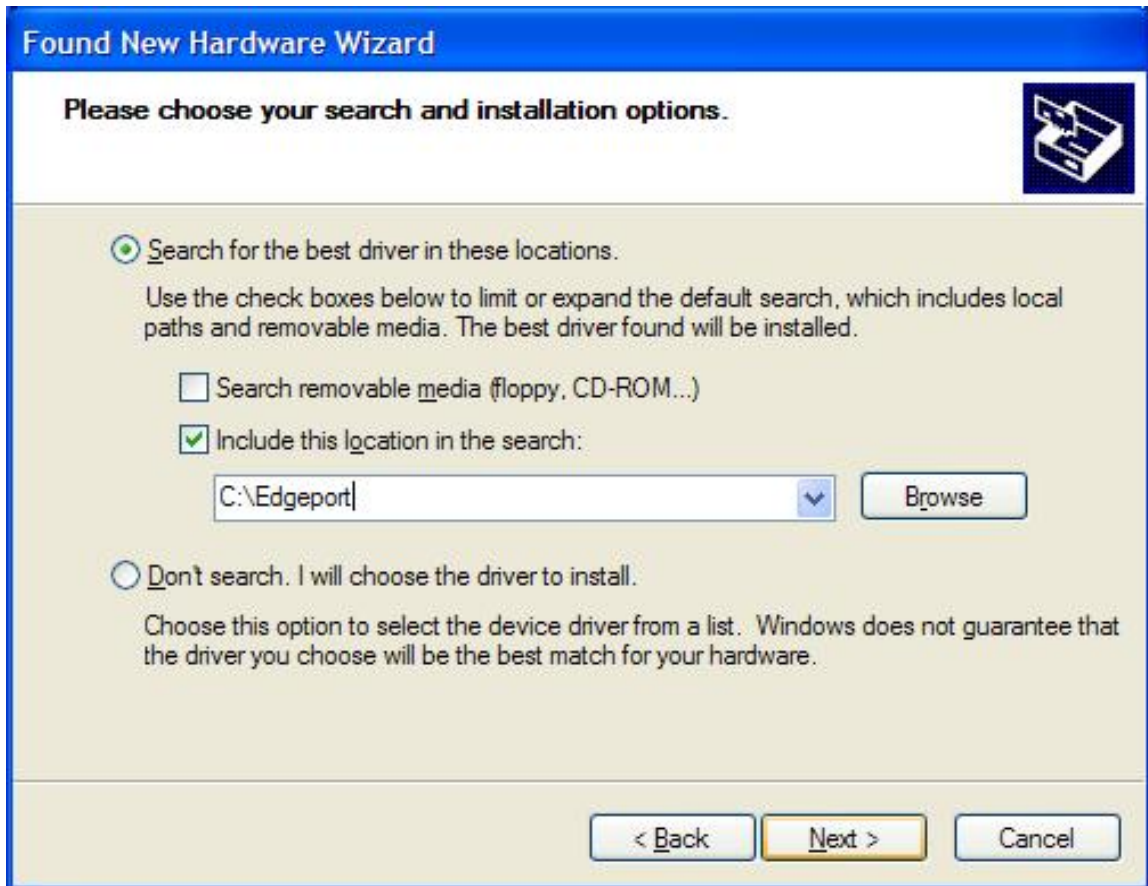 Found New Hardware Wizard
Please choose your search and installation options.
Search for the best driver in these locations.
Use the check boxes below to limit or expand the default search, which includes local
paths and removable media. The best driver found will be installed.
Search removable media (floppy, CD-ROM...)
Include this location in the search:
C:\Edgeport
Browse
Don't search. I will choose the driver to install.
Choose this option to select the device driver from a list. Windows does not guarantee that
the driver you choose will be the best match for your hardware.
< Back Next > Cancel